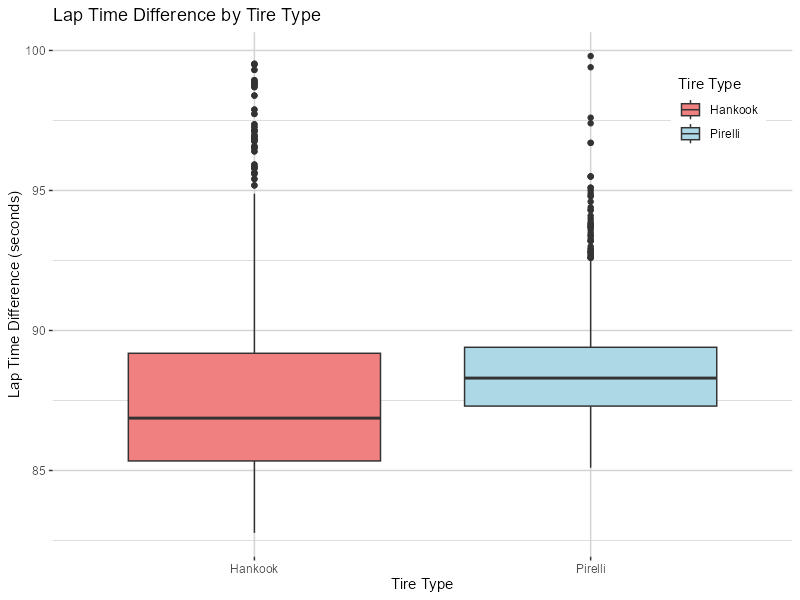 Lap Time Difference by Tire Type
Lap Time Difference (seconds)
100
95
90
85
Tire Type
Hankook
Pirelli
Hankook
Pirelli
Tire Type